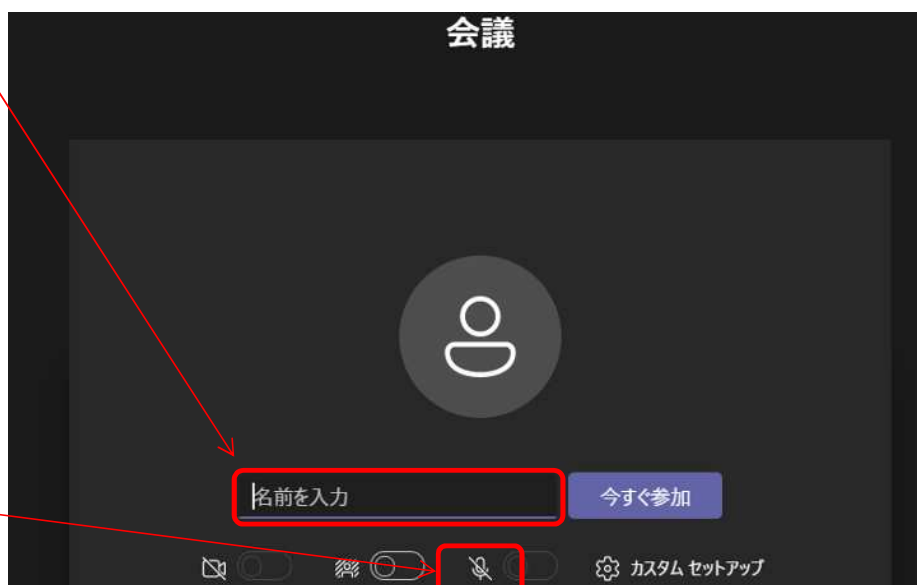 会議
名前を入力
今すぐ参加
カスタム セットアップ